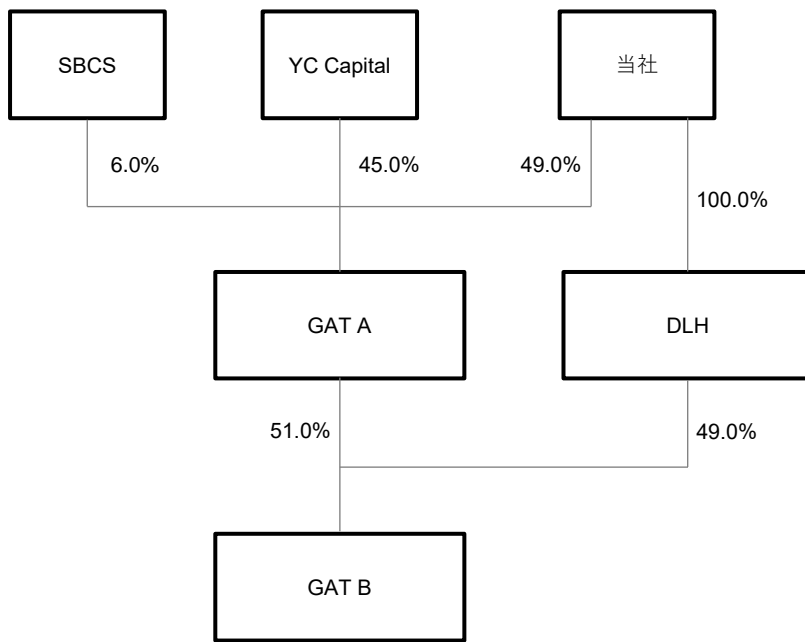 SBCS
YC Capital
当社
6.0%
45.0%
49.0%
100.0%
GAT A
DLH
51.0%
49.0%
GAT B